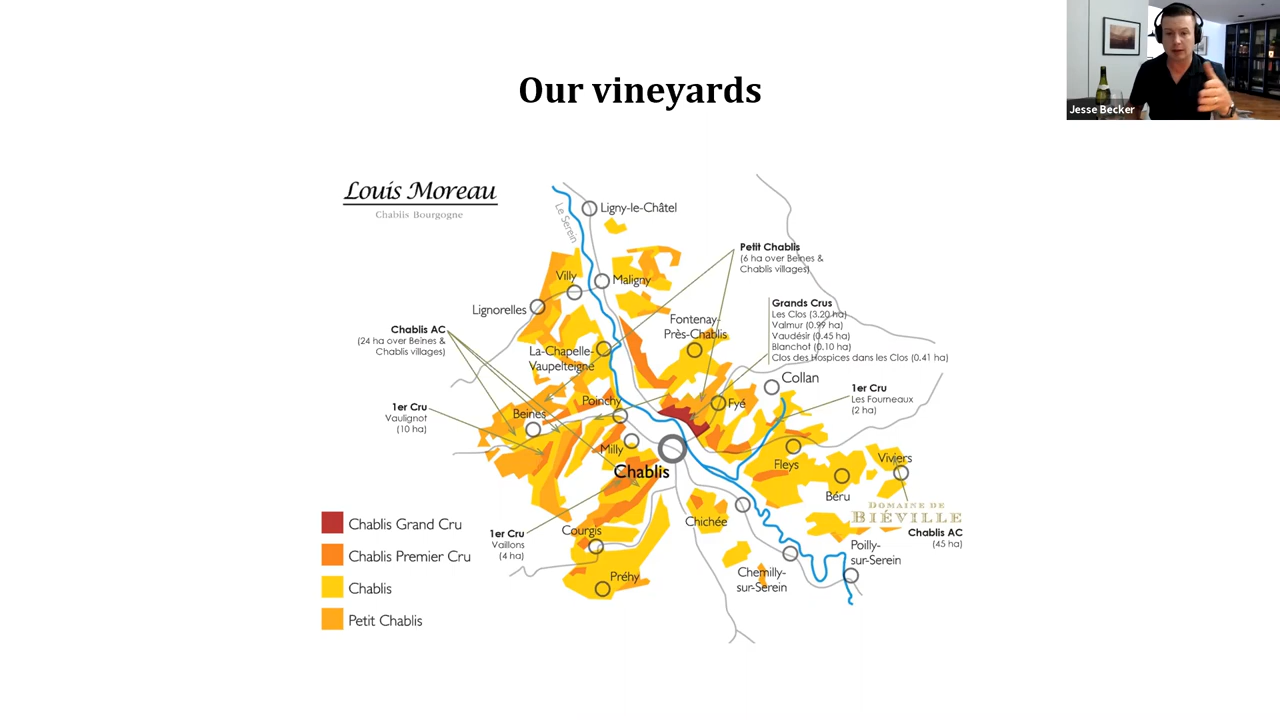 Our vineyards
Jesse Becker
Louis Moreau
Chablis Bourgogne
Le Serein
Ligny-le-Châtel
Petit Chablis
(6 ha over Beines &
Chablis villages)
Villy
Maligny
Lignorelles
Grands Crus
Les Clos (3.20 ha)
Valmur (0.99 ha)
Vaudésir (0.45 ha)
Blanchot (0.10 ha)
Clos des Hospices dans les Clos (0,41 ha)
Fontenay-
Près-Chablis
Chablis AC
(24 ha over Beines &
Chablis villages)
La-Chapelle-
Vaupelteigne
Collan
1er Cru
Les Fourneaux
(2 ha)
1er Cru
Vaulignot
(10 ha)
Beines
Poinchy
Fyé
Milly
Chablis
Fleys
Viviers
Béru
DOMAINE DE
BIÉVILLE
Chablis AC
(45 ha)
Chichée
1er Cru
Vaillons
(4 ha)
Courgis
Poilly-
sur-Serein
Chemilly-
sur-Serein
Préhy
Chablis Grand Cru
Chablis Premier Cru
Chablis
Petit Chablis